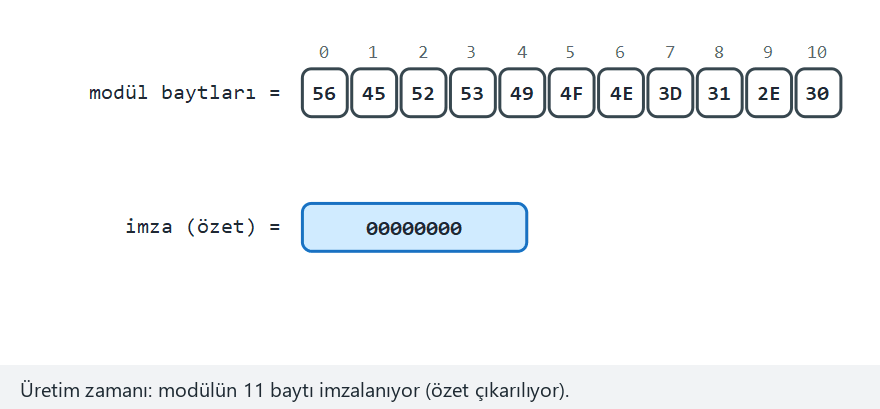 0 1 2 3 4 5 6 7 8 9 10
modül baytları = 56 45 52 53 49 4F 4E 3D 31 2E 30
imza (özet) = 00000000
Üretim zamanı: modülün 11 baytı imzalanıyor (özet çıkarılıyor).